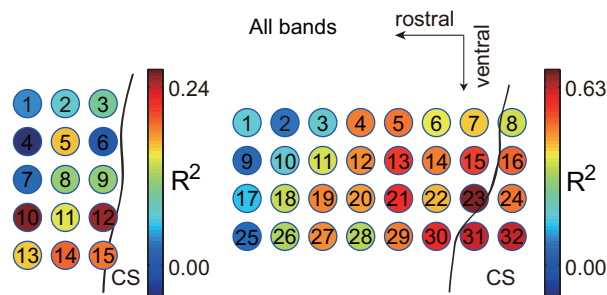 All bands
rostral
ventral
0.24
R²
0.00
1 2 3
4 5 6
7 8 9
10 11 12
13 14 15
CS
0.63
R²
0.00
1 2 3 4 5 6 7 8
9 10 11 12 13 14 15 16
17 18 19 20 21 22 23 24
25 26 27 28 29 30 31 32
CS